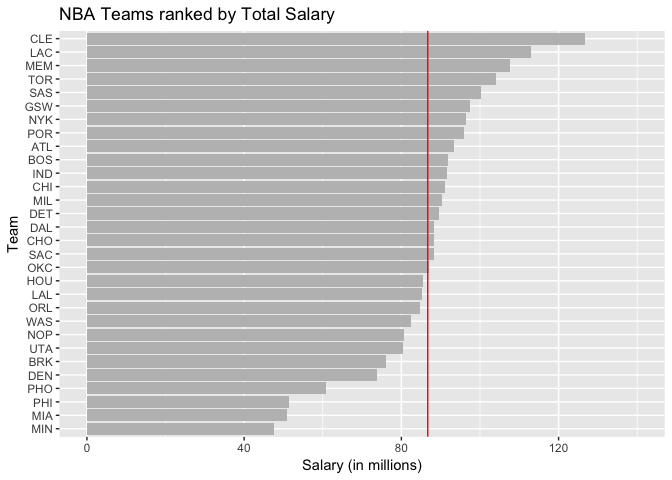 NBA Teams ranked by Total Salary
CLE
LAC
MEM
TOR
SAS
GSW
NYK
POR
ATL
BOS
IND
CHI
MIL
DET
DAL
CHO
SAC
OKC
HOU
LAL
ORL
WAS
NOP
UTA
BRK
DEN
PHO
PHI
MIA
MIN
Team
0 40 80 120
Salary (in millions)